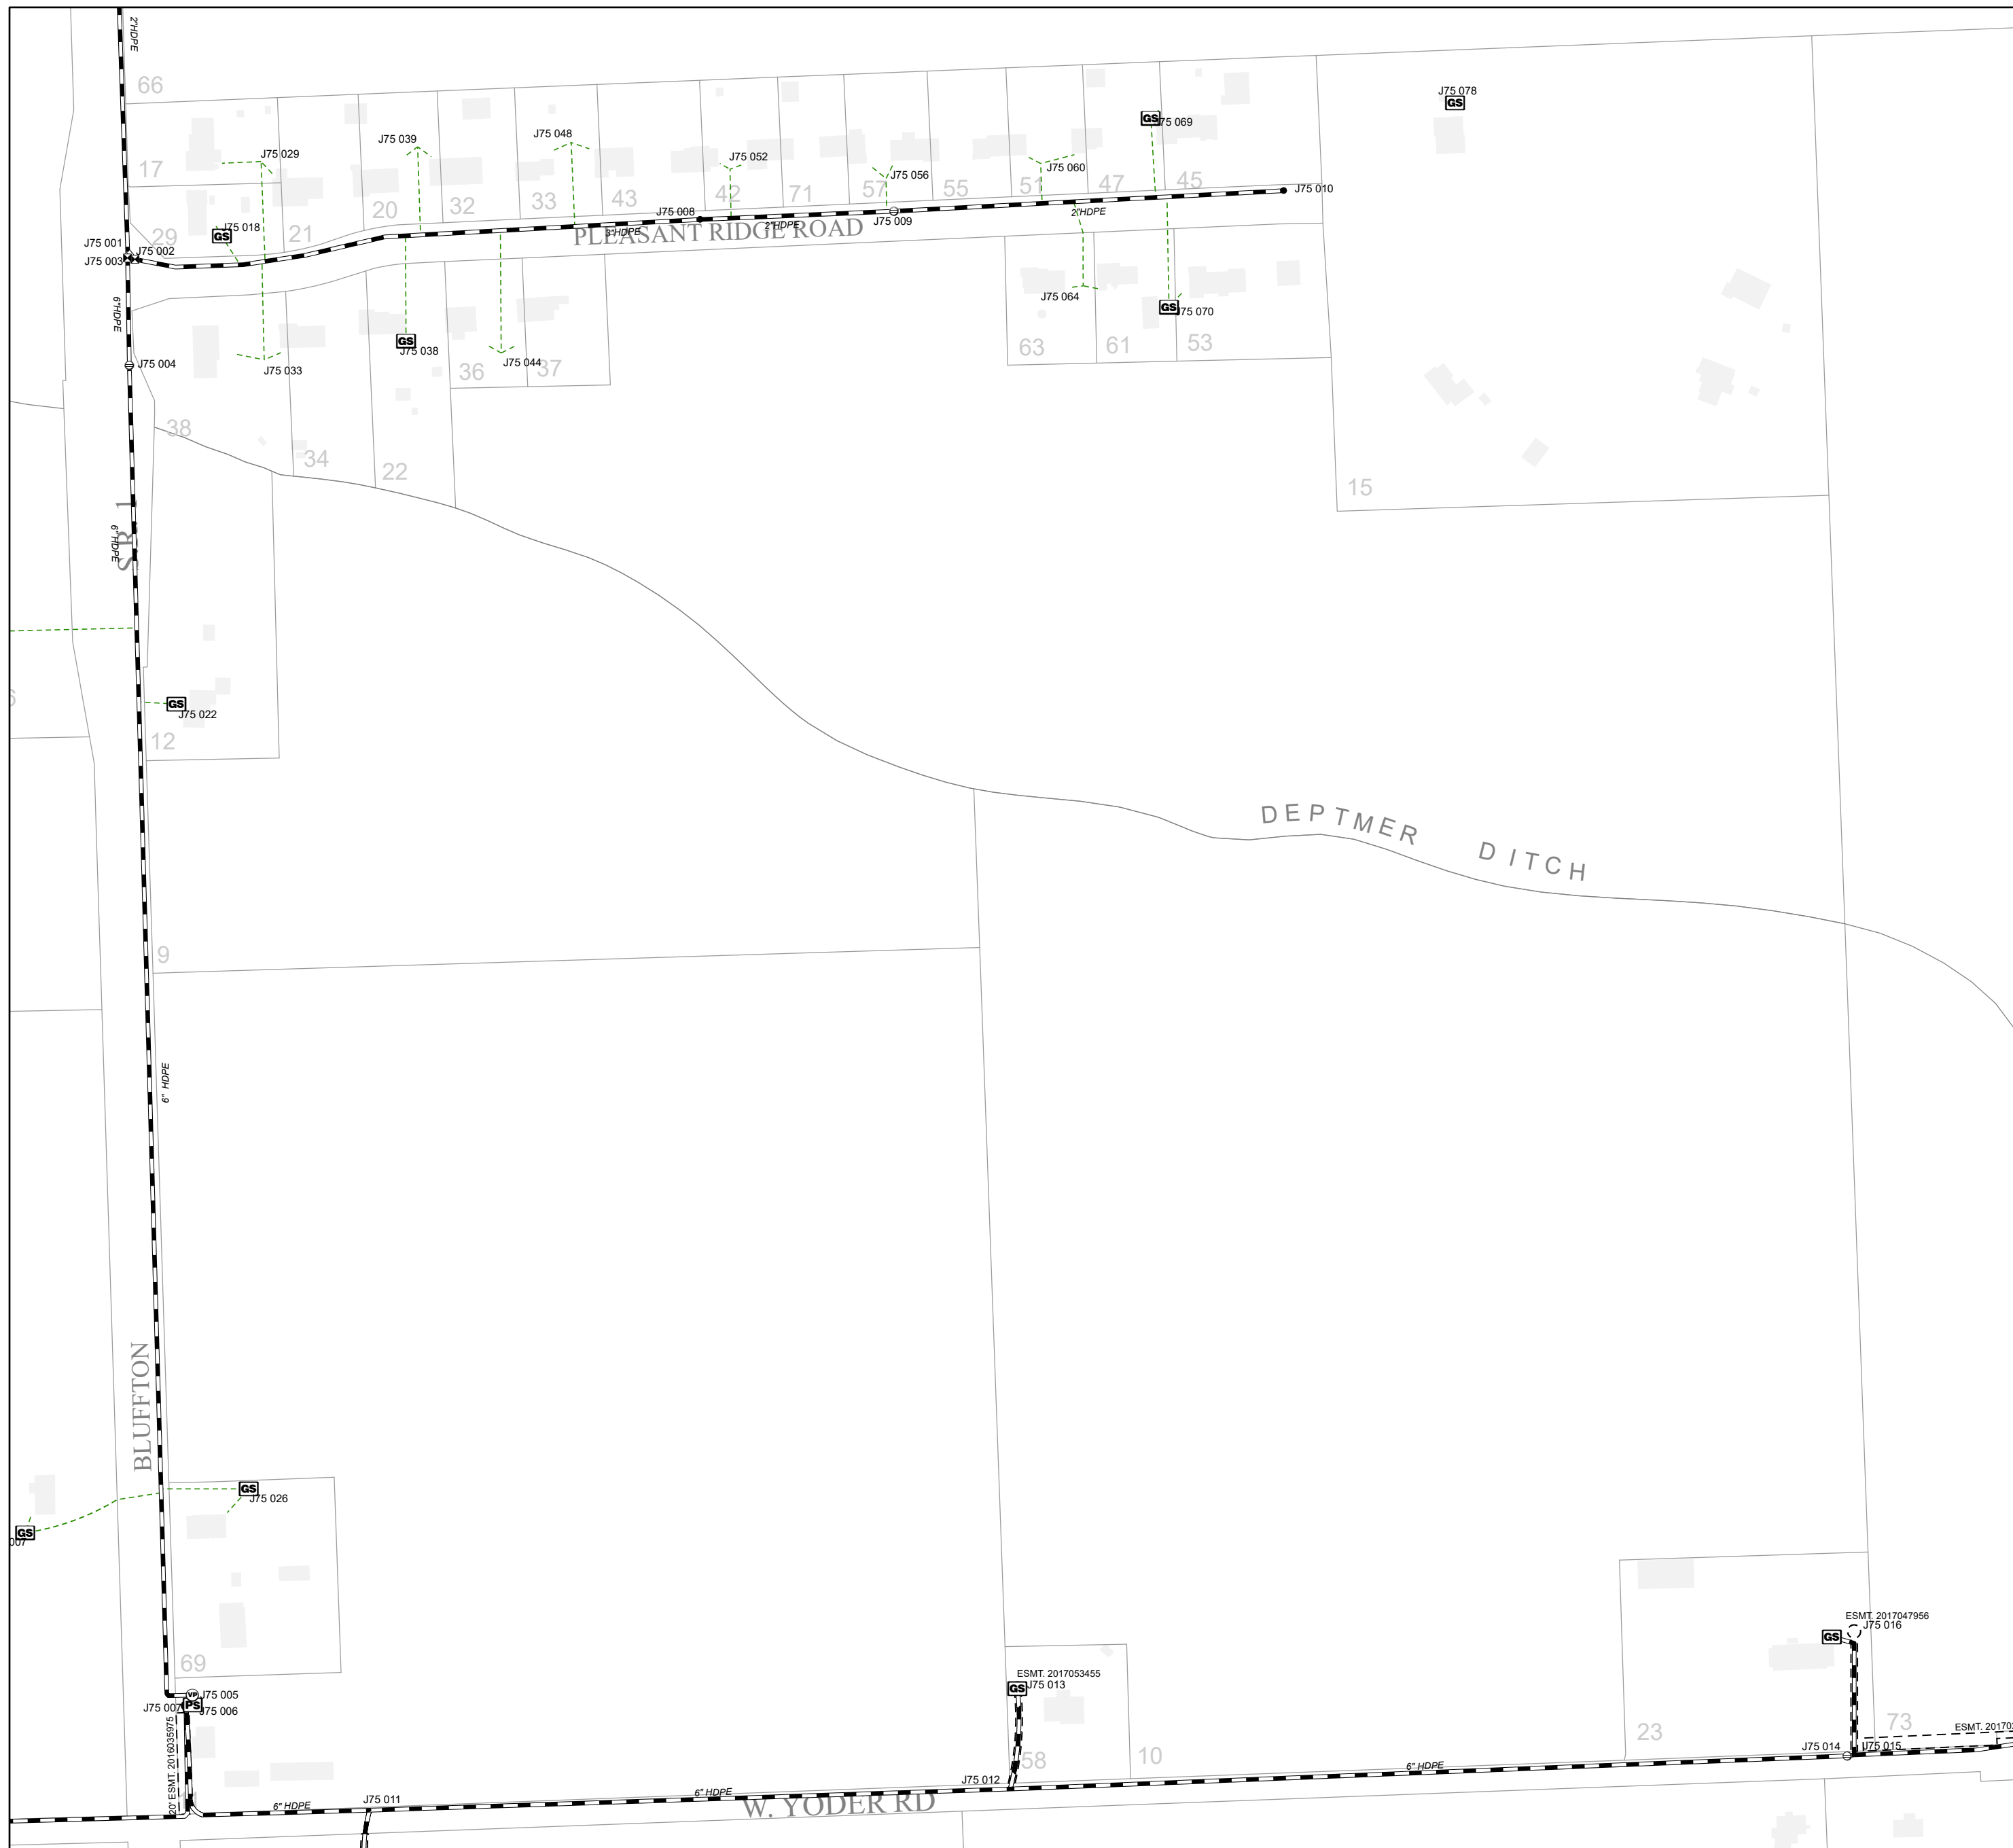 2"HDPE
66
J75 078
GS
GS
J75 069
J75 048
J75 039
J75 029
J75 052
J75 060
J75 056
17
20
32
33
43
42
71
57
55
51
47
45
J75 010
J75 008
J75 009
2"HDPE
3"HDPE
2"HDPE
PLEASANT RIDGE ROAD
GS
J75 018
29
21
J75 001
J75 002
J75 003
6"HDPE
J75 004
J75 033
GS
J75 038
J75 044
J75 064
GS
J75 070
36
37
63
61
53
38
34
22
15
SR 1
6" HDPE
GS
J75 022
12
DEPTMER DITCH
9
6" HDPE
BLUFFTON
GS
J75 026
GS
007
69
VP
J75 005
PS
J75 007
J75 006
20' ESMT. 2016035975
ESMT. 2017053455
GS
J75 013
ESMT. 2017047956
J75 016
GS
23
73
58
10
J75 014
J75 015
J75 012
J75 011
6" HDPE
6" HDPE
6" HDPE
W. YODER RD